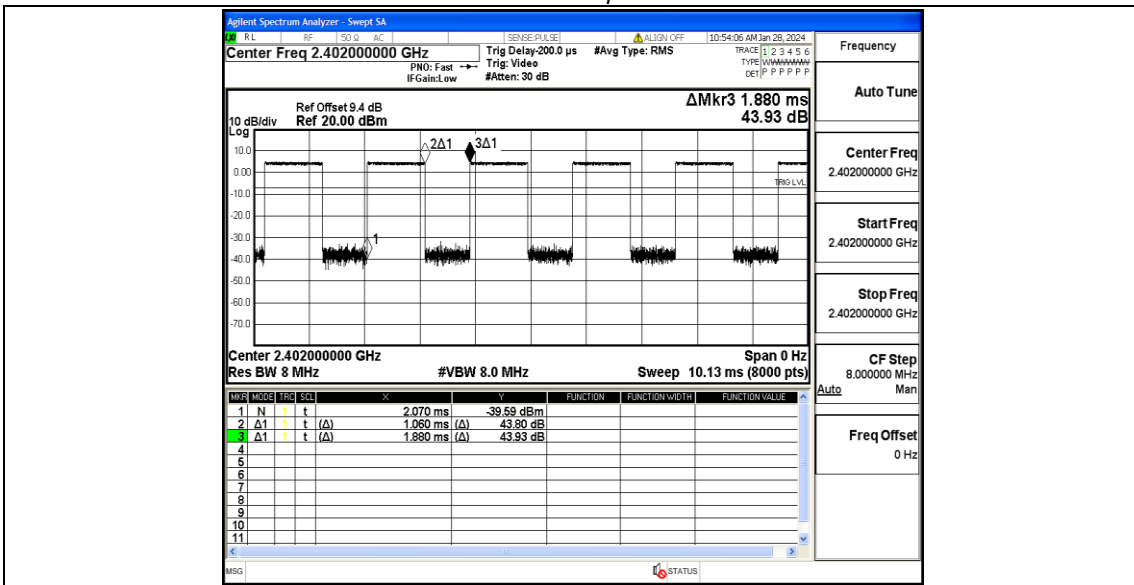 Agilent Spectrum Analyzer - Swept SA
RL RF 50 Ω AC SENSE:PULSE ALIGN OFF 10:54:06 AM Jan 28, 2024
Center Freq 2.402000000 GHz
PNO: Fast
IFGain:Low
Trig Delay-200.0 µs
Trig: Video
#Atten: 30 dB
#Avg Type: RMS
TRACE 1 2 3 4 5 6
TYPE
DET P P P P P P
Ref Offset 9.4 dB
10 dB/div Ref 20.00 dBm
Log
ΔMkr3 1.880 ms
43.93 dB
2Δ1 3Δ1
10.0
0.00
TRIG LVL
-10.0
-20.0
-30.0
1
-40.0
-50.0
-60.0
-70.0
Center 2.402000000 GHz Span 0 Hz
Res BW 8 MHz #VBW 8.0 MHz Sweep 10.13 ms (8000 pts)
MKR MODE TRC SCL X Y FUNCTION FUNCTION WIDTH FUNCTION VALUE
1 N 1 t 2.070 ms -39.59 dBm
2 Δ1 1 t (Δ) 1.060 ms (Δ) 43.80 dB
3 Δ1 1 t (Δ) 1.880 ms (Δ) 43.93 dB
4
5
6
7
8
9
10
11
MSG STATUS
Frequency
Auto Tune
Center Freq
2.402000000 GHz
Start Freq
2.402000000 GHz
Stop Freq
2.402000000 GHz
CF Step
8.000000 MHz
Auto Man
Freq Offset
0 Hz